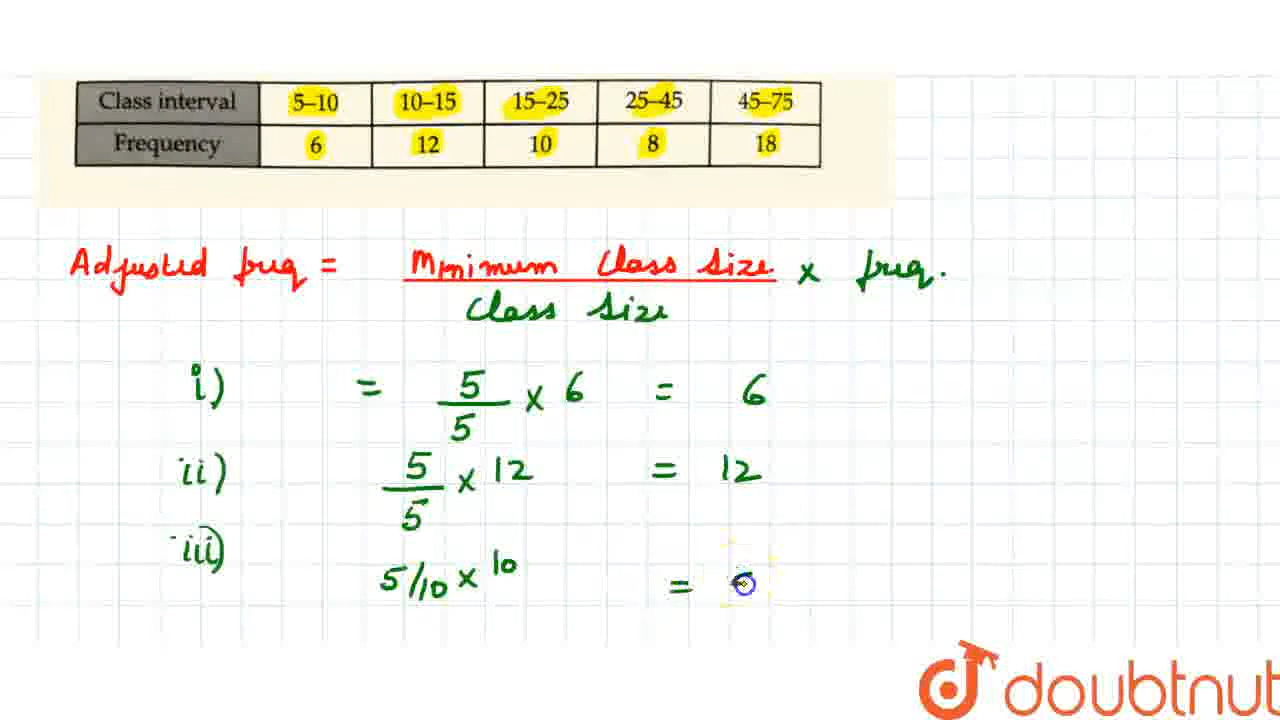 Class interval 5–10 10–15 15–25 25–45 45–75
Frequency 6 12 10 8 18
Adjusted freq = Minimum Class Size / Class Size × freq.
i) = 5/5 × 6 = 6
ii) 5/5 × 12 = 12
iii) 5/10 × 10 =
doubtnut